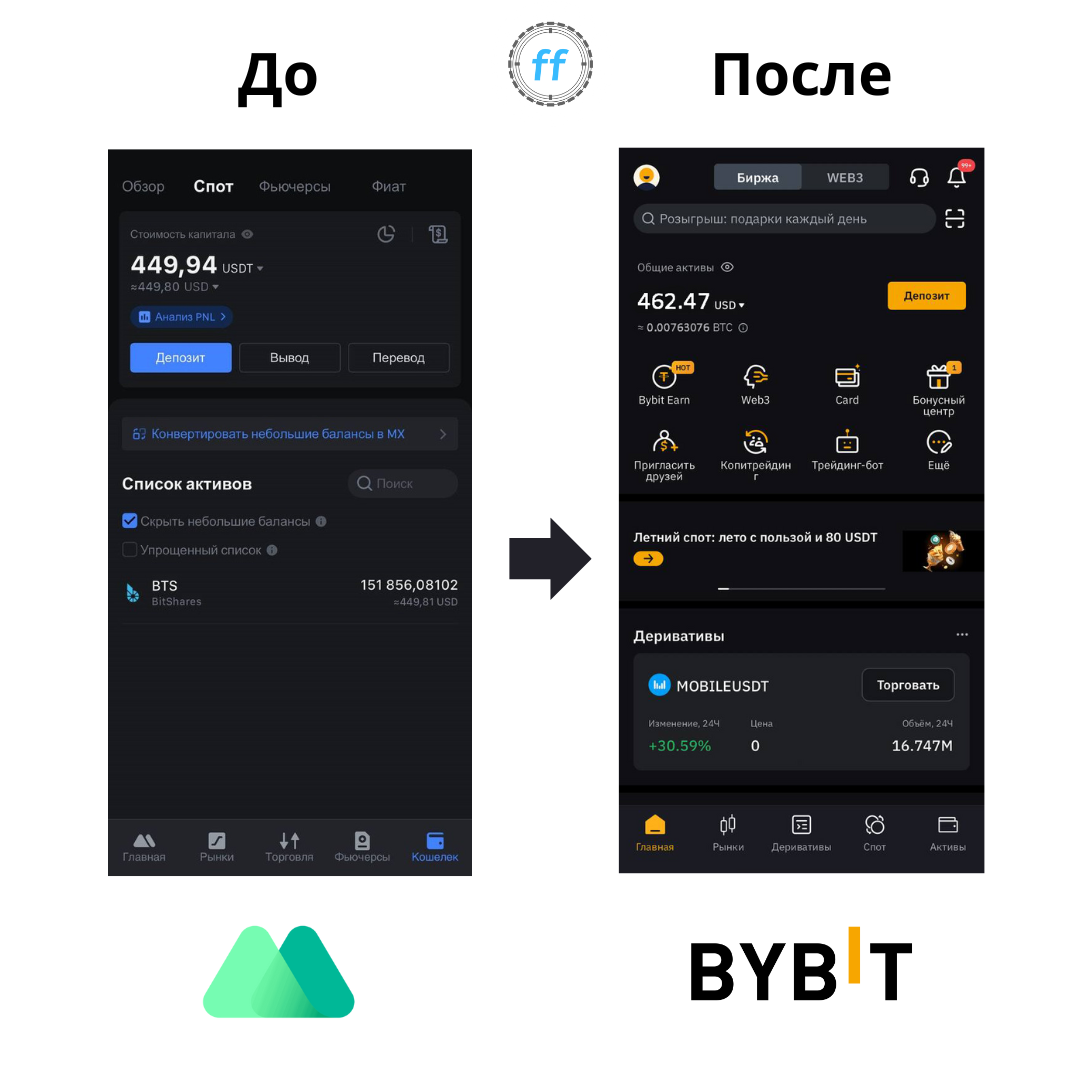 До
ff
После
Обзор Спот Фьючерсы Фиат
Стоимость капитала
449,94 USDT
≈449,80 USD
Анализ PNL >
Депозит Вывод Перевод
Конвертировать небольшие балансы в MX
Список активов
Поиск
Скрыть небольшие балансы
Упрощенный список
BTS 151 856,08102
BitShares ≈449,81 USD
Главная Рынки Торговля Фьючерсы Кошелек
Биржа WEB3
99+
Розыгрыш: подарки каждый день
Общие активы
462.47 USD
Депозит
≈ 0.00763076 BTC
HOT
1
Bybit Earn Web3 Card Бонусный
центр
Пригласить Копитрейдин Трейдинг-бот Ещё
друзей г
Летний спот: лето с пользой и 80 USDT
Деривативы
MOBILEUSDT Торговать
Изменение, 24Ч Цена Объём, 24Ч
+30.59% 0 16.747M
Главная Рынки Деривативы Спот Активы
BYBIT